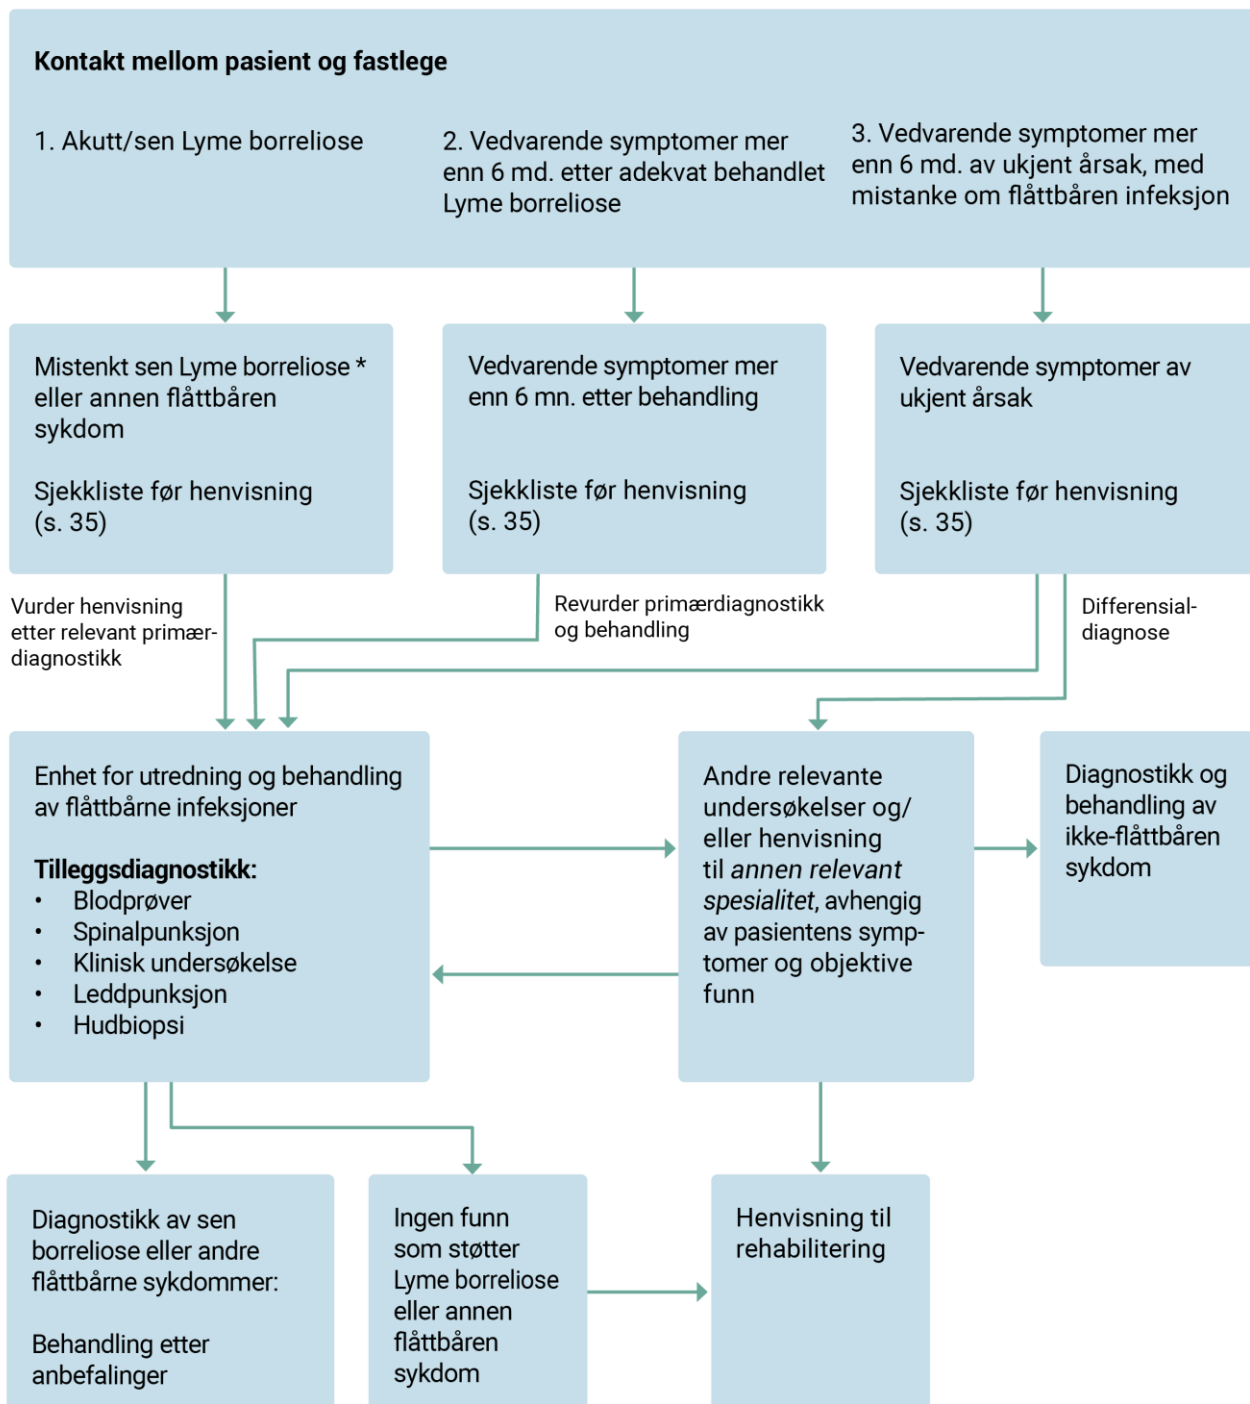 Kontakt mellom pasient og fastlege
1. Akutt/sen Lyme borreliose
2. Vedvarende symptomer mer
enn 6 md. etter adekvat behandlet
Lyme borreliose
3. Vedvarende symptomer mer
enn 6 md. av ukjent årsak, med
mistanke om flåttbåren infeksjon
Mistenkt sen Lyme borreliose *
eller annen flåttbåren
sykdom
Sjekkliste før henvisning
(s. 35)
Vedvarende symptomer mer
enn 6 mn. etter behandling
Sjekkliste før henvisning
(s. 35)
Vedvarende symptomer av
ukjent årsak
Sjekkliste før henvisning
(s. 35)
Vurder henvisning
etter relevant primær-
diagnostikk
Revurder primærdiagnostikk
og behandling
Differensial-
diagnose
Enhet for utredning og behandling
av flåttbårne infeksjoner
Tilleggsdiagnostikk:
• Blodprøver
• Spinalpunksjon
• Klinisk undersøkelse
• Leddpunksjon
• Hudbiopsi
Andre relevante
undersøkelser og/
eller henvisning
til annen relevant
spesialitet, avhengig
av pasientens symp-
tomer og objektive
funn
Diagnostikk og
behandling av
ikke-flåttbåren
sykdom
Diagnostikk av sen
borreliose eller andre
flåttbårne sykdommer:
Behandling etter
anbefalinger
Ingen funn
som støtter
Lyme borreliose
eller annen
flåttbåren
sykdom
Henvisning til
rehabilitering